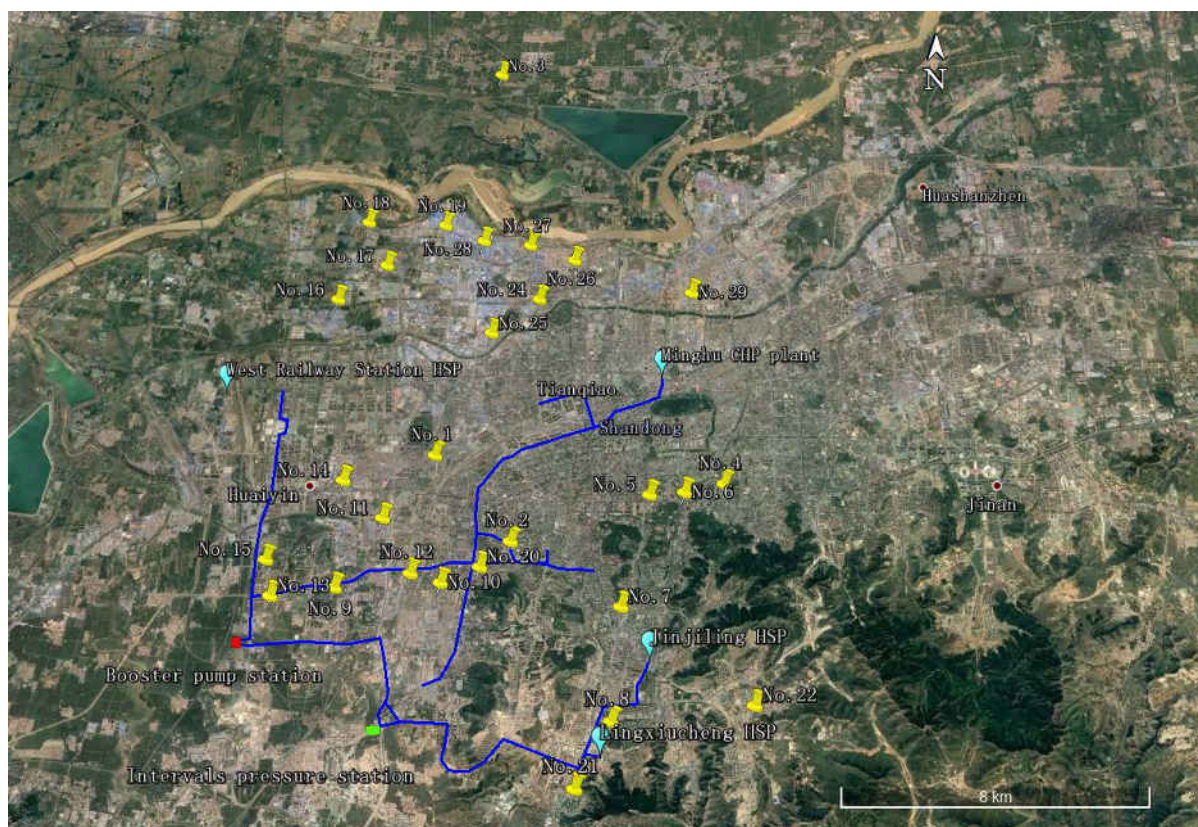 No.3
N
Huashanzhen
No.18
No.19
No.27
No.28
No.17
No.26
No.16
No.24
No.29
No.25
Minghu CHP plant
West Railway Station HSP
Tianqiao
Shandong
No.1
No.14
No.4
Huaiyin
No.5
No.6
Jinan
No.11
No.2
No.15
No.12
No.20
No.13
No.10
No.9
No.7
Jinjiling HSP
Booster pump station
No.22
No.8
Lingxiucheng HSP
Intervals pressure station
No.21
8 km